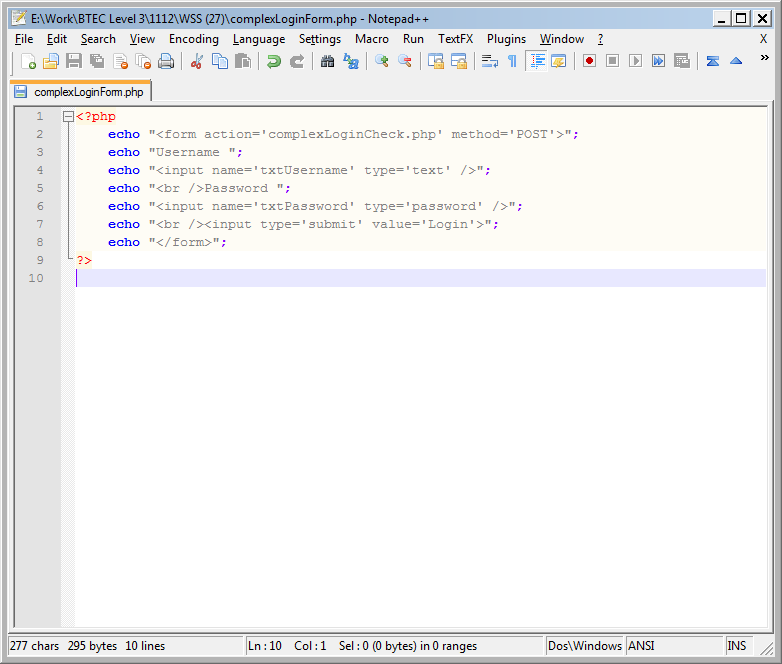 E:\Work\BTEC Level 3\1112\WSS (27)\complexLoginForm.php - Notepad++
File Edit Search View Encoding Language Settings Macro Run TextFX Plugins Window ? X
complexLoginForm.php
1 <?php
2 echo "<form action='complexLoginCheck.php' method='POST'>";
3 echo "Username ";
4 echo "<input name='txtUsername' type='text' />";
5 echo "<br />Password ";
6 echo "<input name='txtPassword' type='password' />";
7 echo "<br /><input type='submit' value='Login'>";
8 echo "</form>";
9 ?>
10
277 chars 295 bytes 10 lines Ln : 10 Col : 1 Sel : 0 (0 bytes) in 0 ranges Dos\Windows ANSI INS